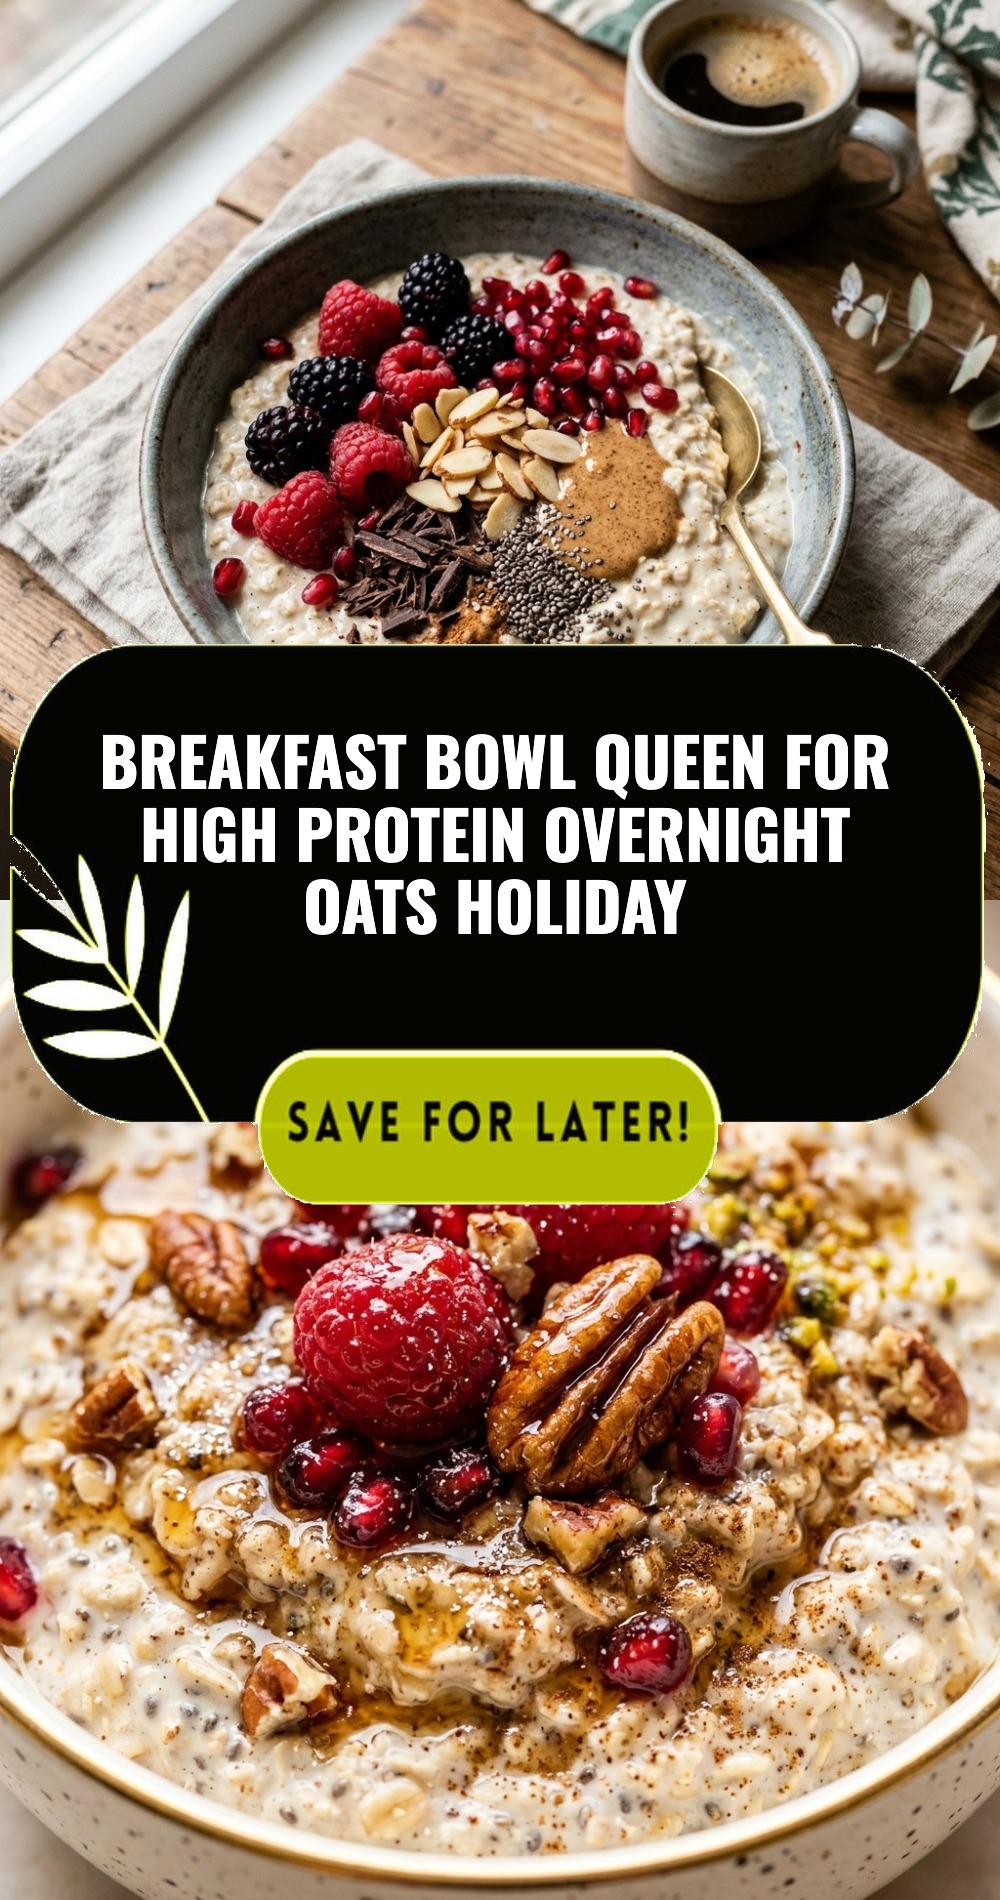 BREAKFAST BOWL QUEEN FOR
HIGH PROTEIN OVERNIGHT
OATS HOLIDAY
SAVE FOR LATER!